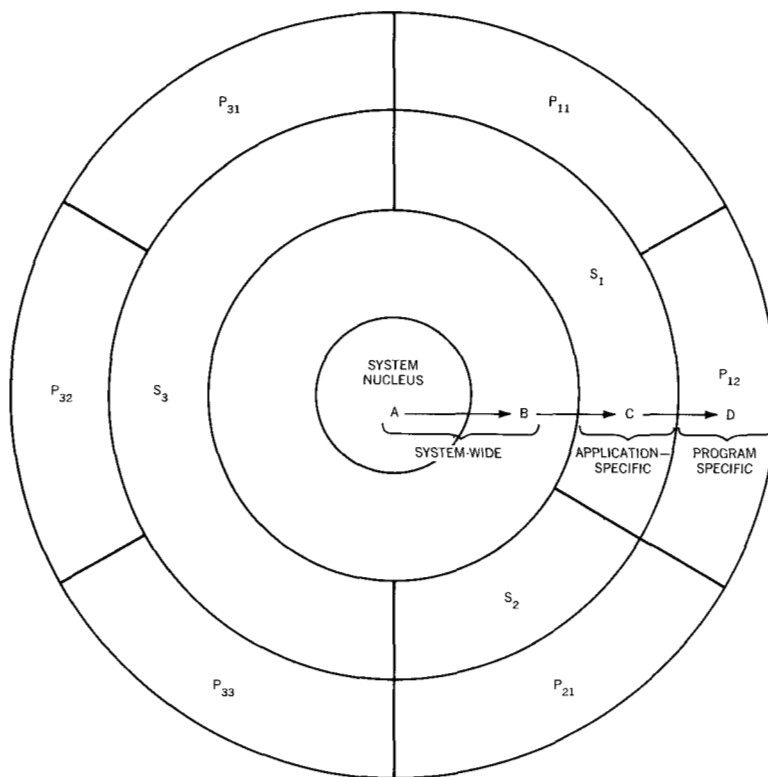 P31
P11
S1
SYSTEM
NUCLEUS
P32
S3
P12
A B C D
SYSTEM-WIDE
APPLICATION—
SPECIFIC
PROGRAM
SPECIFIC
S2
P33
P21